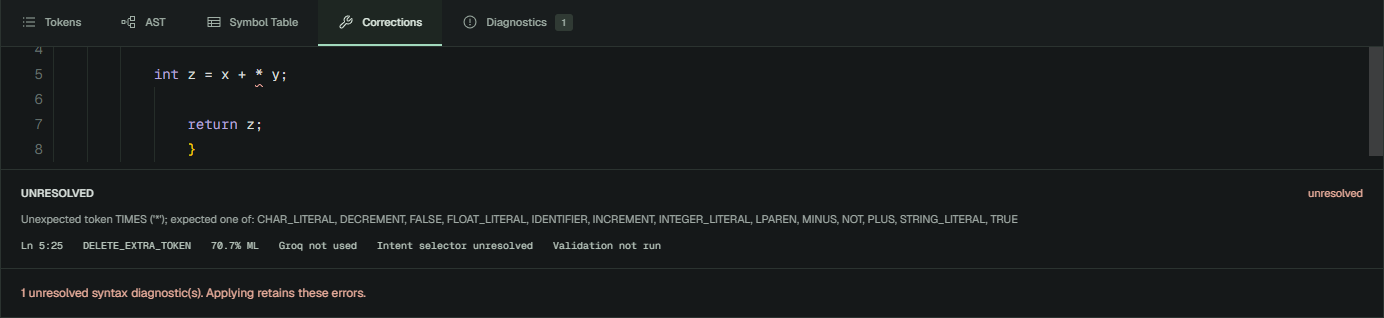 Tokens AST Symbol Table Corrections Diagnostics 1
4
5 int z = x + * y;
6
7 return z;
8 }
UNRESOLVED unresolved
Unexpected token TIMES ('*'); expected one of: CHAR_LITERAL, DECREMENT, FALSE, FLOAT_LITERAL, IDENTIFIER, INCREMENT, INTEGER_LITERAL, LPAREN, MINUS, NOT, PLUS, STRING_LITERAL, TRUE
Ln 5:25 DELETE_EXTRA_TOKEN 70.7% ML Groq not used Intent selector unresolved Validation not run
1 unresolved syntax diagnostic(s). Applying retains these errors.